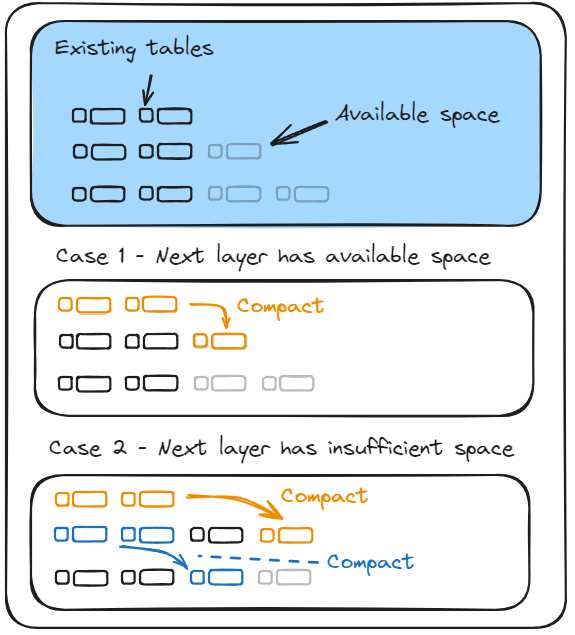 Existing tables
Available space
Case 1 - Next layer has available space
Compact
Case 2 - Next layer has insufficient space
Compact
Compact